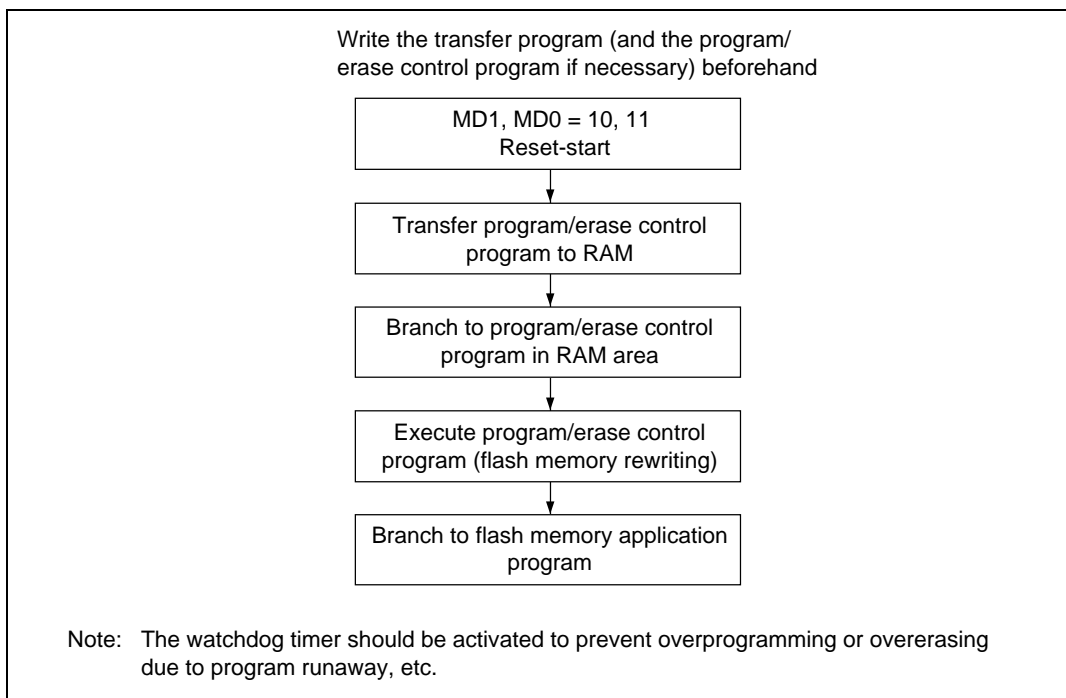 Write the transfer program (and the program/
erase control program if necessary) beforehand
MD1, MD0 = 10, 11
Reset-start
Transfer program/erase control
program to RAM
Branch to program/erase control
program in RAM area
Execute program/erase control
program (flash memory rewriting)
Branch to flash memory application
program
Note: The watchdog timer should be activated to prevent overprogramming or overerasing
due to program runaway, etc.